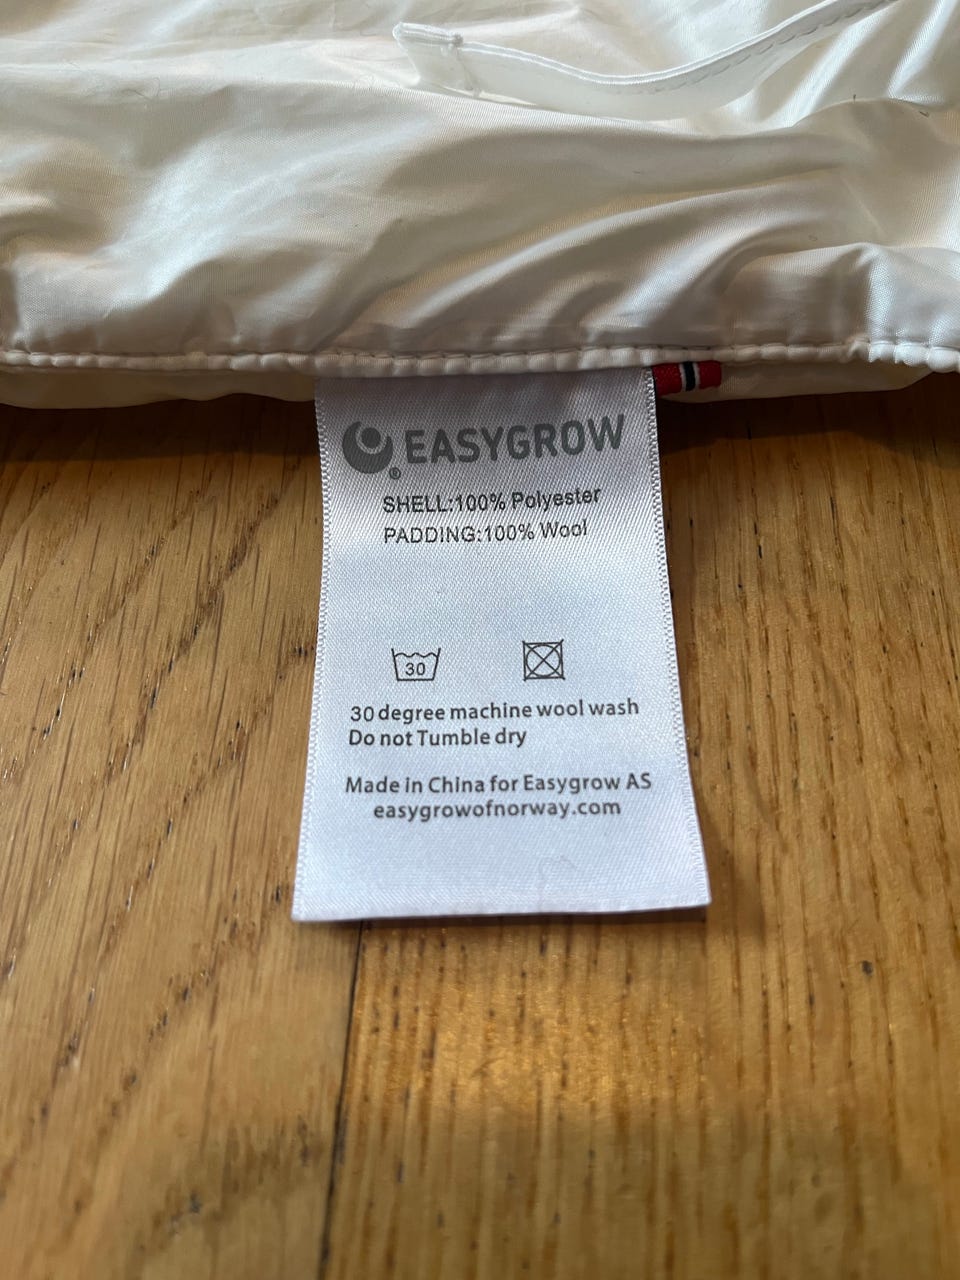 EASYGROW
®
SHELL:100% Polyester
PADDING:100% Wool
30
30 degree machine wool wash
Do not Tumble dry
Made in China for Easygrow AS
easygrowofnorway.com